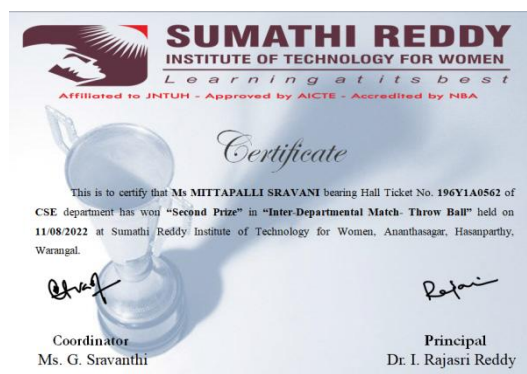 SUMATHI REDDY
INSTITUTE OF TECHNOLOGY FOR WOMEN
Learning at its best
Affiliated to JNTUH - Approved by AICTE - Accredited by NBA
Certificate
This is to certify that Ms MITTAPALLI SRAVANI bearing Hall Ticket No. 196Y1A0562 of
CSE department has won “Second Prize” in “Inter-Departmental Match- Throw Ball” held on
11/08/2022 at Sumathi Reddy Institute of Technology for Women, Ananthasagar, Hasanparthy,
Warangal.
Coordinator
Ms. G. Sravanthi
Principal
Dr. I. Rajasri Reddy